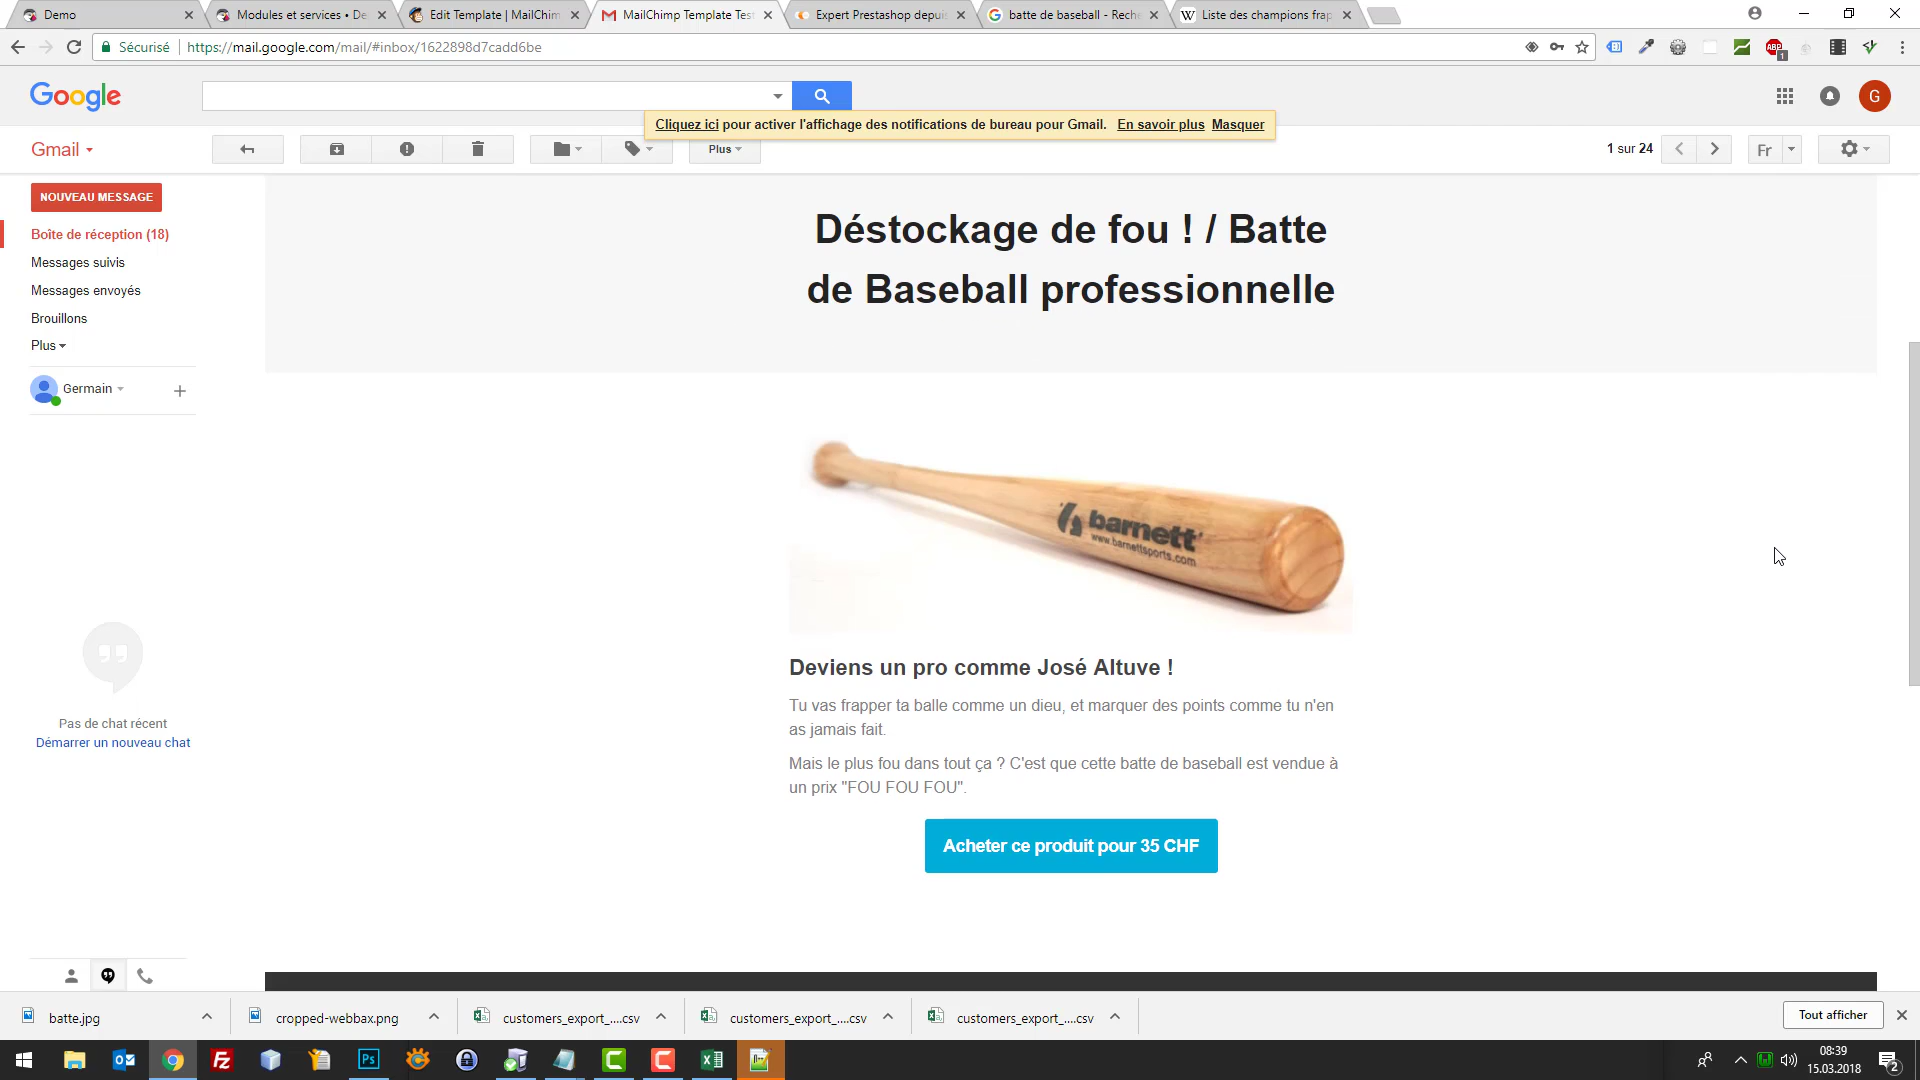 Demo
Modules et services • De
Edit Template | MailChim
MailChimp Template Tes
Expert Prestashop depui
batte de baseball - Rech
Liste des champions frap
Sécurisé
https://mail.google.com/mail/#inbox/1622898d7cadd6be
Google
G
Cliquez ici pour activer l'affichage des notifications de bureau pour Gmail. En savoir plus Masquer
Gmail
Plus
1 sur 24
Fr
NOUVEAU MESSAGE
Boîte de réception (18)
Messages suivis
Messages envoyés
Brouillons
Plus
Germain
Déstockage de fou ! / Batte
de Baseball professionnelle
barnett
www.barnettsports.com
Deviens un pro comme José Altuve !
Tu vas frapper ta balle comme un dieu, et marquer des points comme tu n'en
as jamais fait.
Mais le plus fou dans tout ça ? C'est que cette batte de baseball est vendue à
un prix "FOU FOU FOU".
Acheter ce produit pour 35 CHF
Pas de chat récent
Démarrer un nouveau chat
batte.jpg
cropped-webbax.png
customers_export_....csv
customers_export_....csv
customers_export_....csv
Tout afficher
08:39
15.03.2018
2